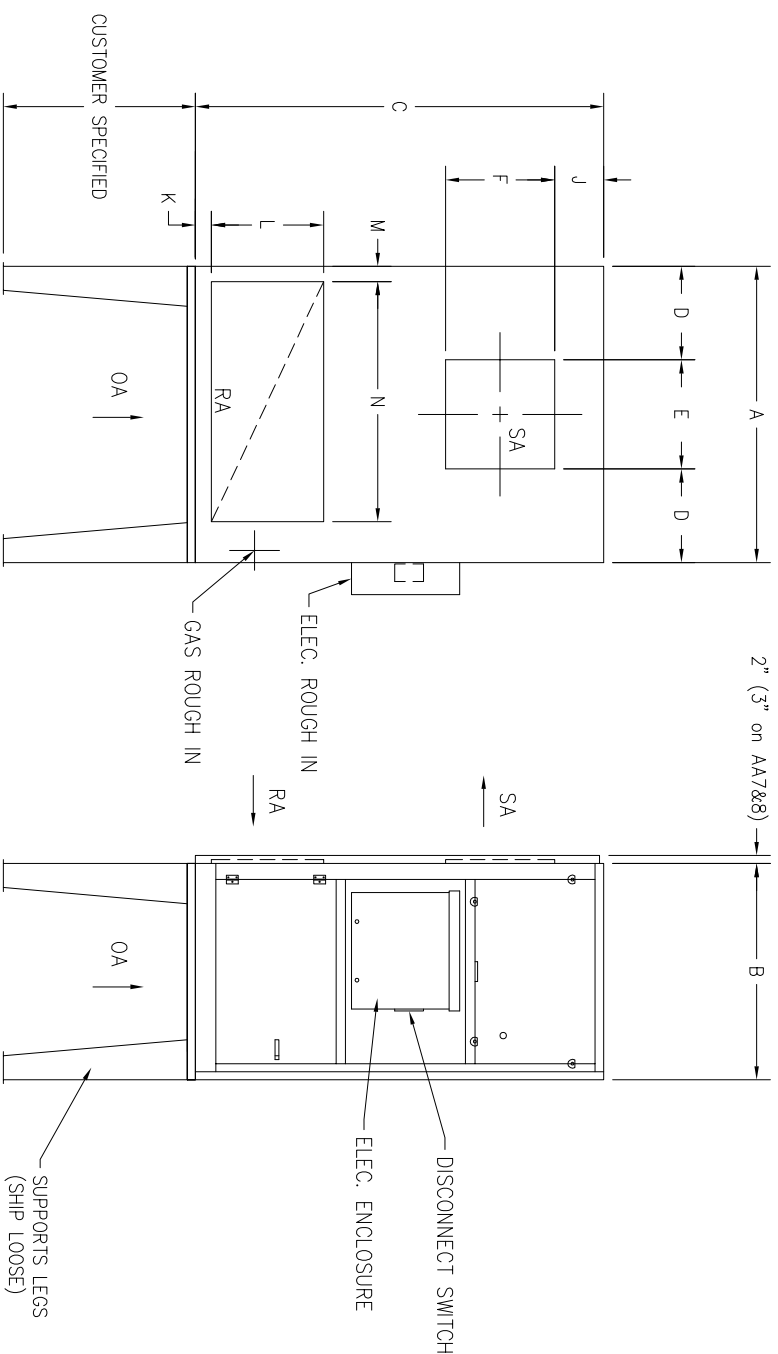 A
D
E
D
J
F
SA
C
M
N
L
RA
K
ELEC. ROUGH IN
GAS ROUGH IN
OA
CUSTOMER SPECIFIED
2" (3" on AA7&8)
B
SA
DISCONNECT SWITCH
ELEC. ENCLOSURE
RA
OA
SUPPORTS LEGS
(SHIP LOOSE)